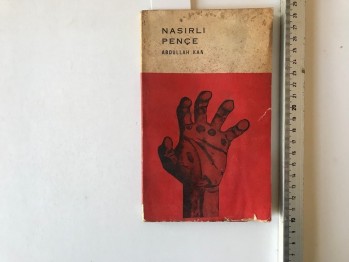 NASIRLI
PENÇE
ABDULLAH KAN